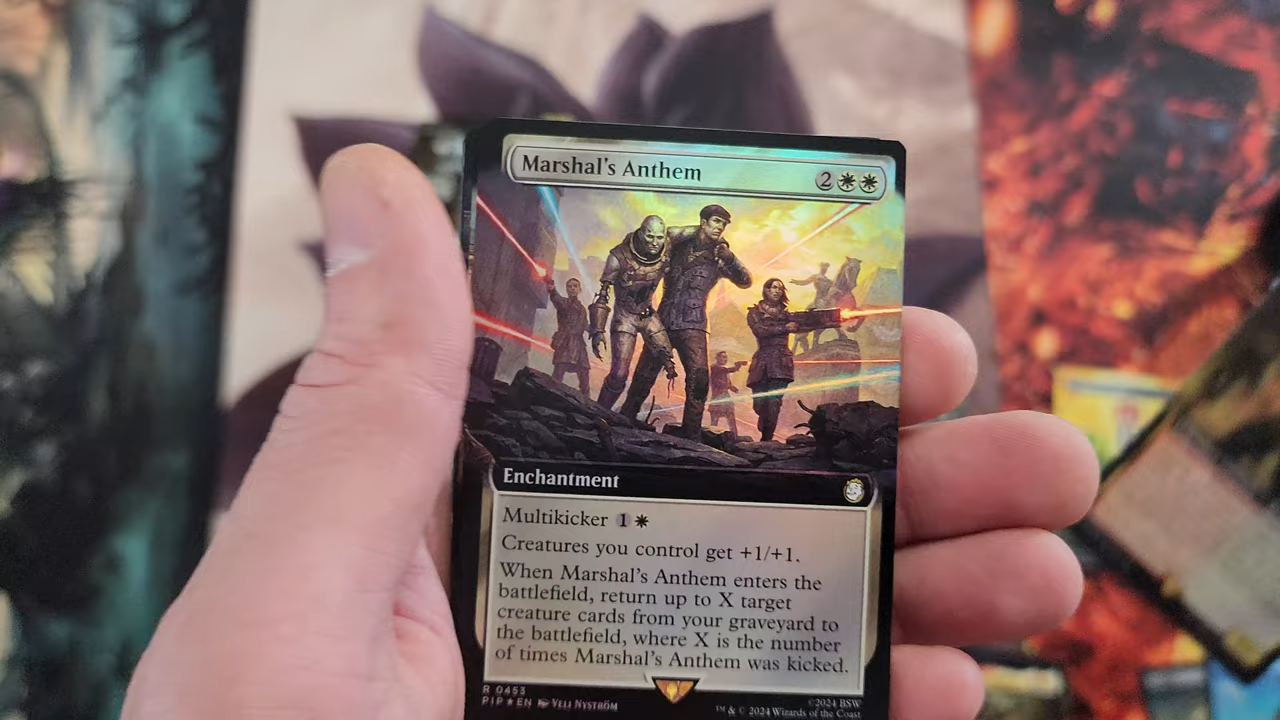 Marshal's Anthem 2
Enchantment
Multikicker 1
Creatures you control get +1/+1.
When Marshal's Anthem enters the
battlefield, return up to X target
creature cards from your graveyard to
the battlefield, where X is the number
of times Marshal's Anthem was kicked.
R 0453
PIP ★ EN VELI NYSTRÖM
©2024 BSW
™ & © 2024 Wizards of the Coast